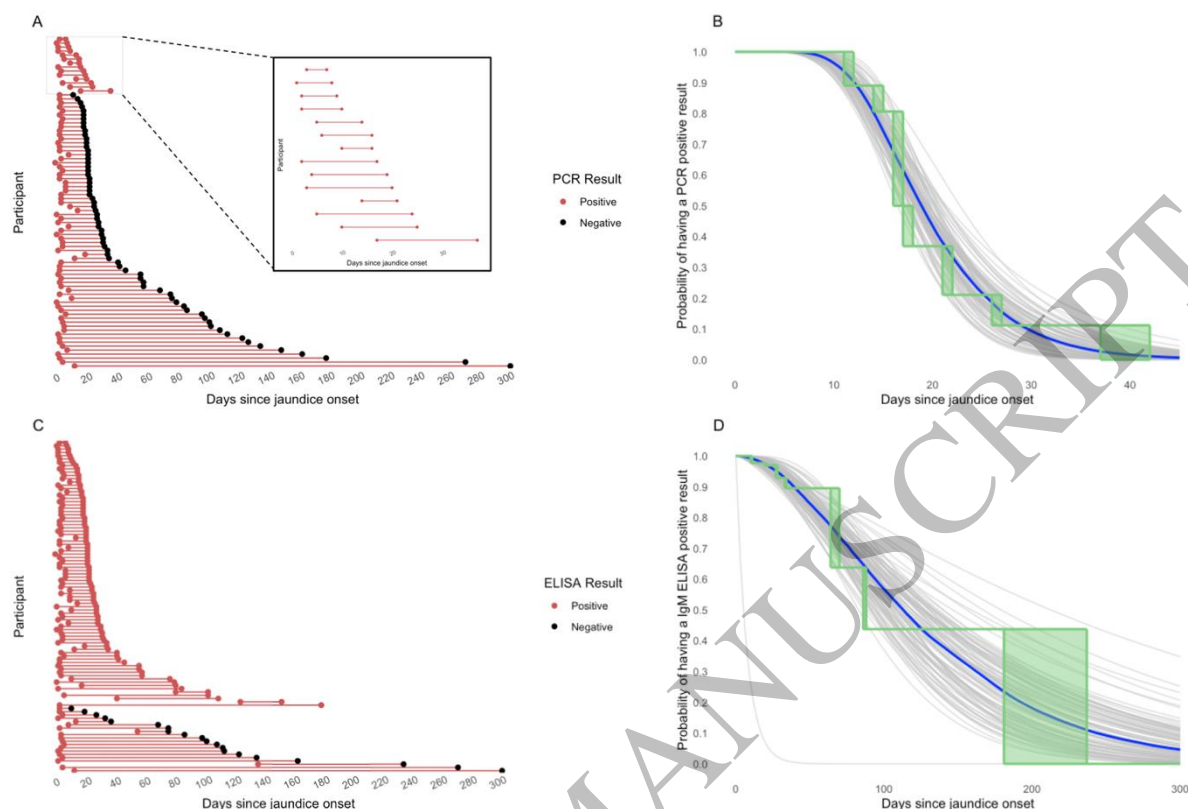 A
Participant
Participant
0 10 20 30
Days since jaundice onset
PCR Result
Positive
Negative
0 20 40 60 80 100 120 140 160 180 200 220 240 260 280 300
Days since jaundice onset
B
Probability of having a PCR positive result
1.0
0.9
0.8
0.7
0.6
0.5
0.4
0.3
0.2
0.1
0.0
0 10 20 30 40
Days since jaundice onset
C
Participant
ELISA Result
Positive
Negative
0 20 40 60 80 100 120 140 160 180 200 220 240 260 280 300
Days since jaundice onset
D
Probability of having a IgM ELISA positive result
1.0
0.9
0.8
0.7
0.6
0.5
0.4
0.3
0.2
0.1
0.0
0 100 200 300
Days since jaundice onset
MANUSCRIPT